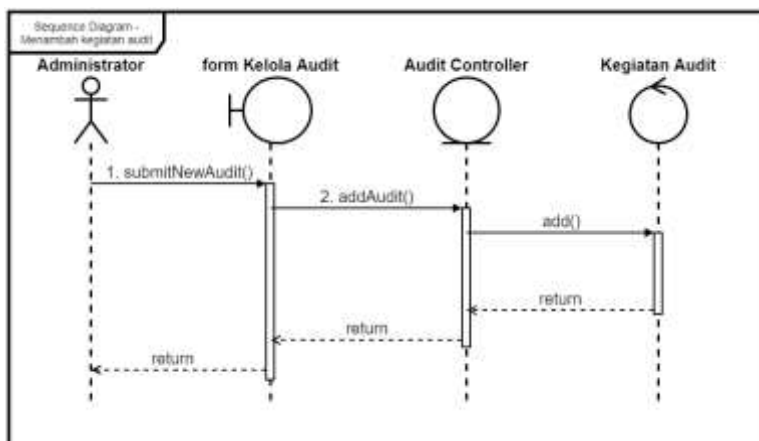 Sequence Diagram -
Menambah kegiatan audit
Administrator
form Kelola Audit
Audit Controller
Kegiatan Audit
1. submitNewAudit()
2. addAudit()
add()
return
return
return